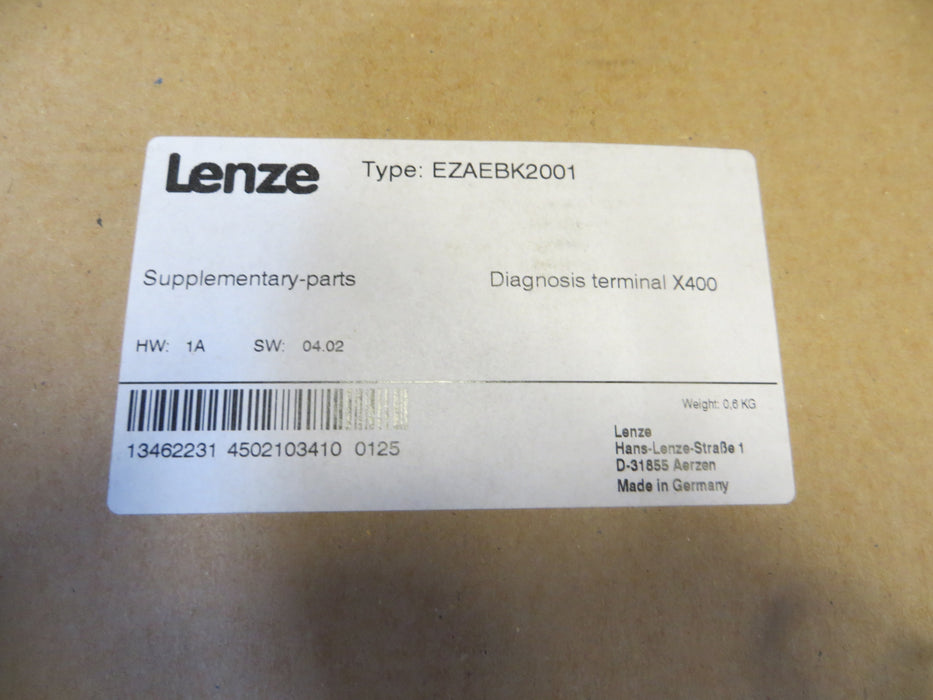 Lenze Type: EZAEBK2001
Supplementary-parts Diagnosis terminal X400
HW: 1A SW: 04.02
Weight: 0,6 KG
13462231 4502103410 0125
Lenze
Hans-Lenze-Straße 1
D-31855 Aerzen
Made in Germany